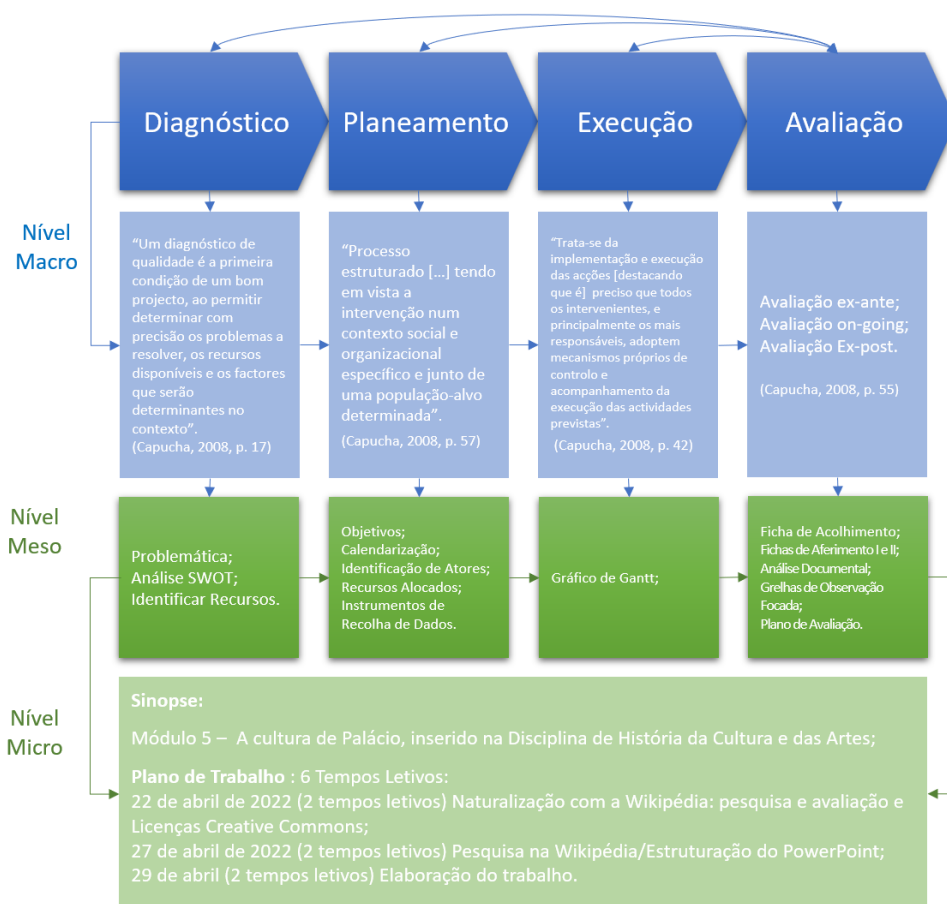 Diagnóstico
Planeamento
Execução
Avaliação
Nível
Macro
“Um diagnóstico de
qualidade é a primeira
condição de um bom
projecto, ao permitir
determinar com
precisão os problemas a
resolver, os recursos
disponíveis e os factores
que serão
determinantes no
contexto”.
(Capucha, 2008, p. 17)
“Processo
estruturado [...] tendo
em vista a
intervenção num
contexto social e
organizacional
específico e junto de
uma população-alvo
determinada”.
(Capucha, 2008, p. 57)
“Trata-se da
implementação e execução
das acções [destacando
que é] preciso que todos
os intervenientes, e
principalmente os mais
responsáveis, adoptem
mecanismos próprios de
controlo e
acompanhamento da
execução das actividades
previstas”.
(Capucha, 2008, p. 42)
Avaliação ex-ante;
Avaliação on-going;
Avaliação Ex-post.
(Capucha, 2008, p. 55)
Nível
Meso
Problemática;
Análise SWOT;
Identificar Recursos.
Objetivos;
Calendarização;
Identificação de Atores;
Recursos Alocados;
Instrumentos de
Recolha de Dados.
Gráfico de Gantt;
Ficha de Acolhimento;
Fichas de Aferimento I e II;
Análise Documental;
Grelhas de Observação
Focada;
Plano de Avaliação.
Nível
Micro
Sinopse:
Módulo 5 – A cultura de Palácio, inserido na Disciplina de História da Cultura e das Artes;
Plano de Trabalho : 6 Tempos Letivos:
22 de abril de 2022 (2 tempos letivos) Naturalização com a Wikipédia: pesquisa e avaliação e
Licenças Creative Commons;
27 de abril de 2022 (2 tempos letivos) Pesquisa na Wikipédia/Estruturação do PowerPoint;
29 de abril (2 tempos letivos) Elaboração do trabalho.